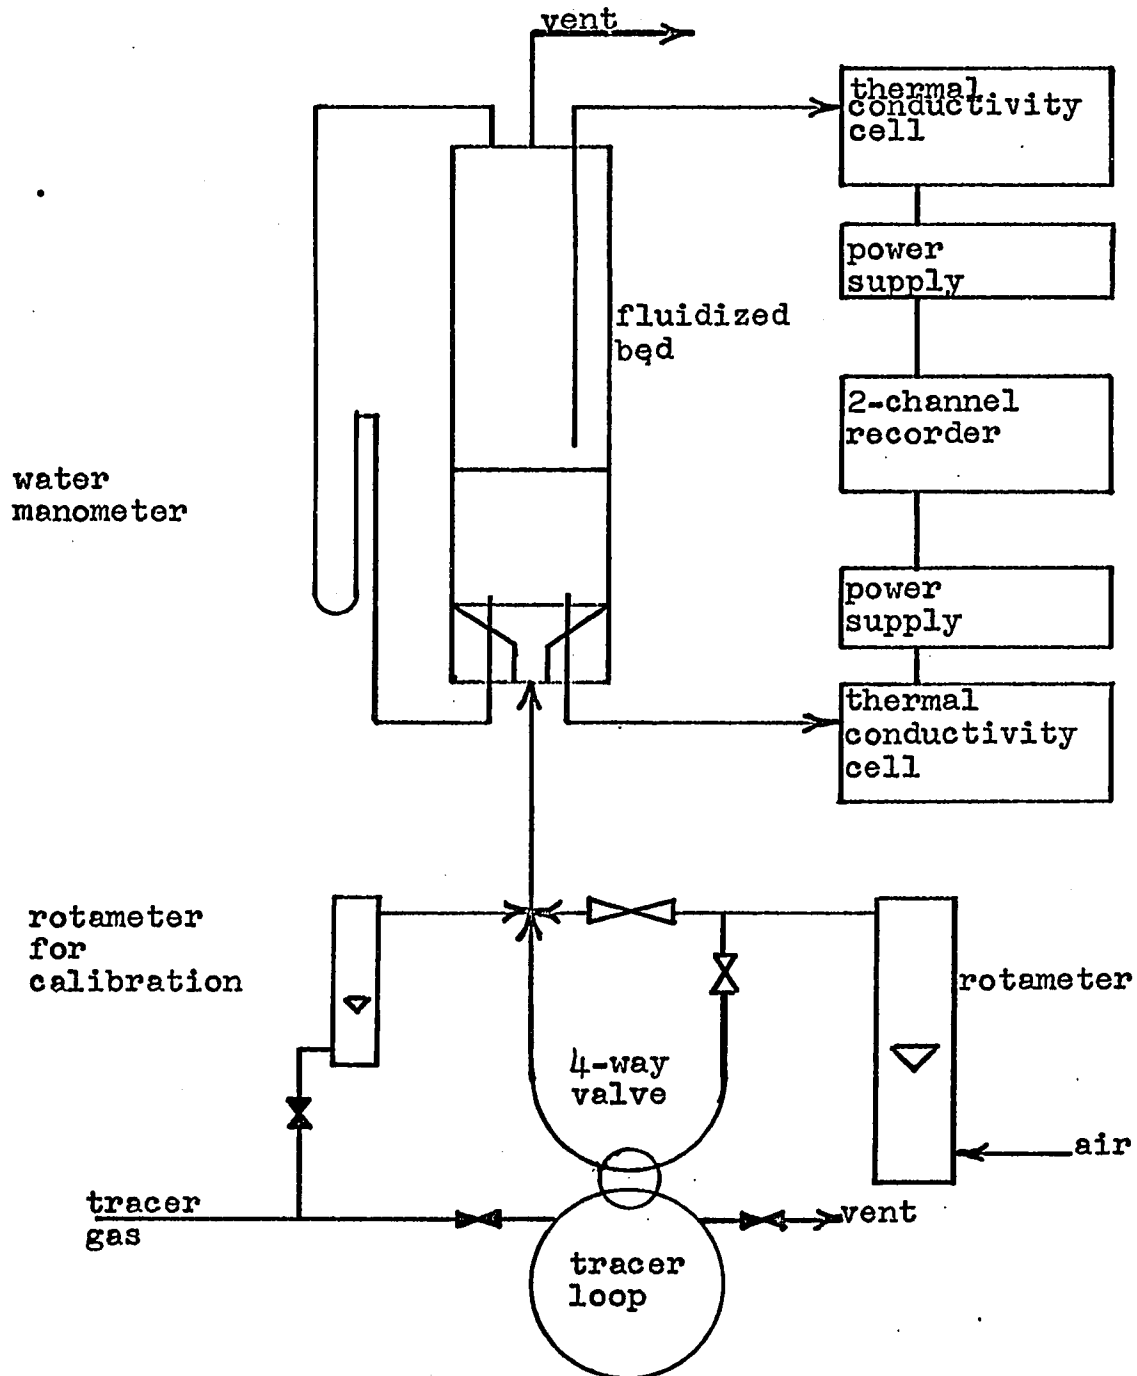 vent
thermal
conductivity
cell
power
supply
fluidized
bed
2-channel
recorder
water
manometer
power
supply
thermal
conductivity
cell
rotameter
for
calibration
rotameter
4-way
valve
air
tracer
gas
vent
tracer
loop